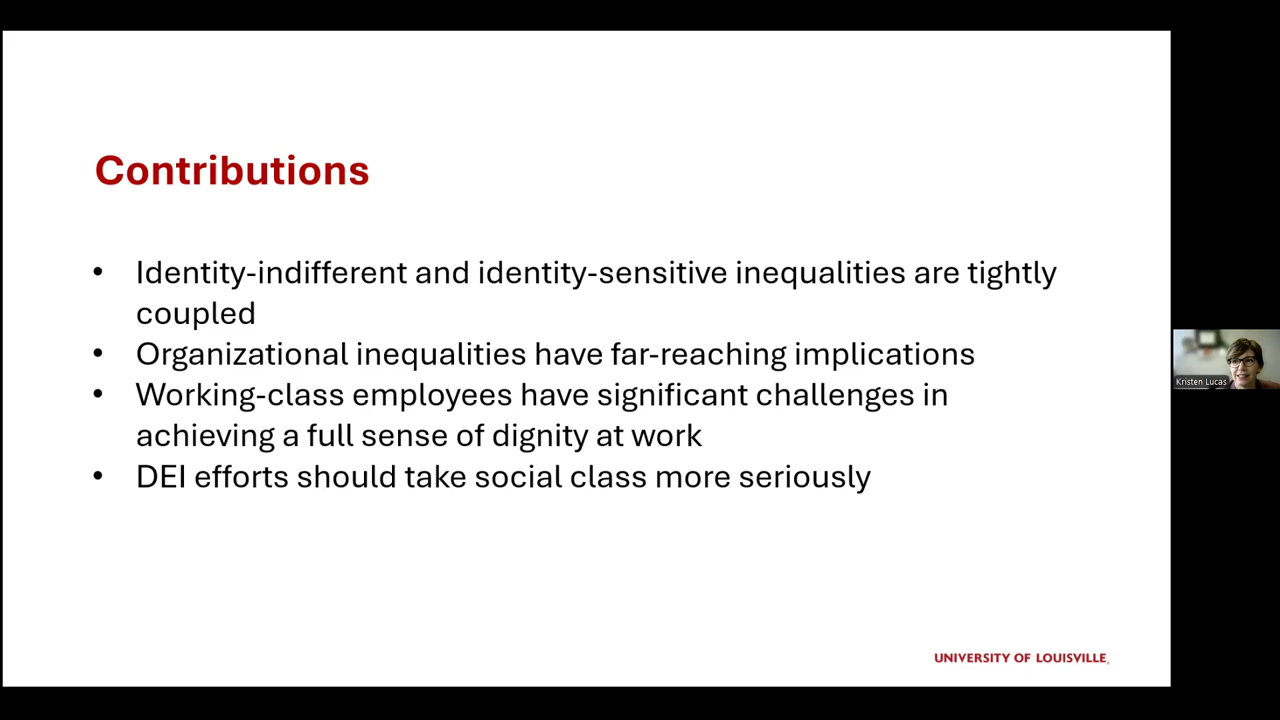 Contributions
• Identity-indifferent and identity-sensitive inequalities are tightly
coupled
• Organizational inequalities have far-reaching implications
• Working-class employees have significant challenges in
achieving a full sense of dignity at work
• DEI efforts should take social class more seriously
Kristen Lucas
UNIVERSITY OF LOUISVILLE.